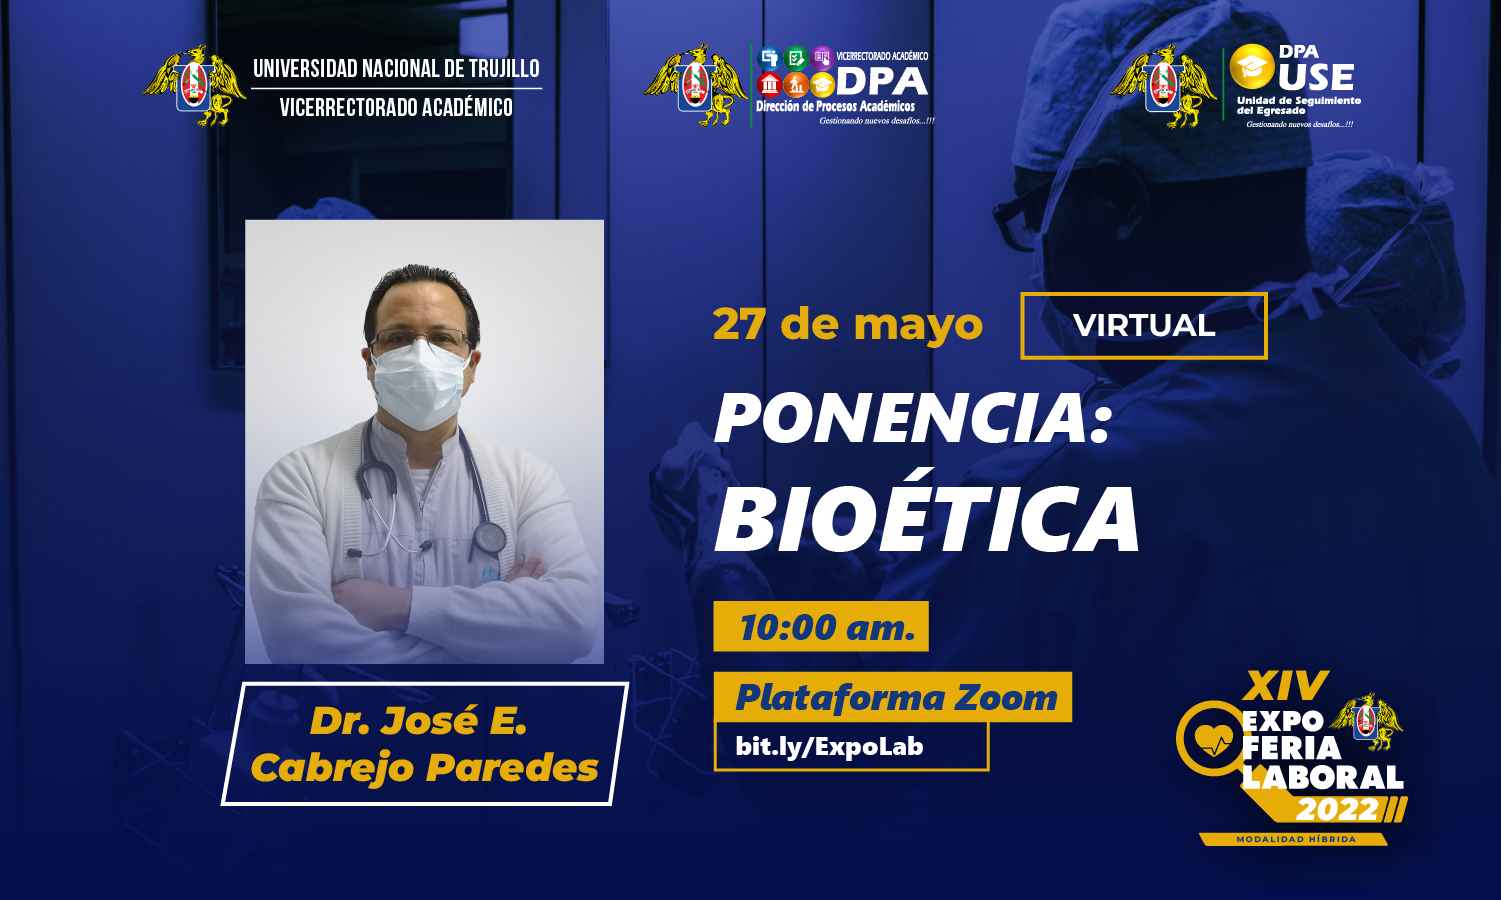 UNIVERSIDAD NACIONAL DE TRUJILLO
VICERRECTORADO ACADÉMICO
VICERRECTORADO ACADÉMICO
DPA
Dirección de Procesos Académicos
Gestionando nuevos desafíos...!!!
DPA
USE
Unidad de Seguimiento
del Egresado
Gestionando nuevos desafíos...!!!
27 de mayo
VIRTUAL
PONENCIA:
BIOÉTICA
10:00 am.
Plataforma Zoom
bit.ly/ExpoLab
Dr. José E.
Cabrejo Paredes
XIV
EXPO
FERIA
LABORAL
2022
MODALIDAD HÍBRIDA